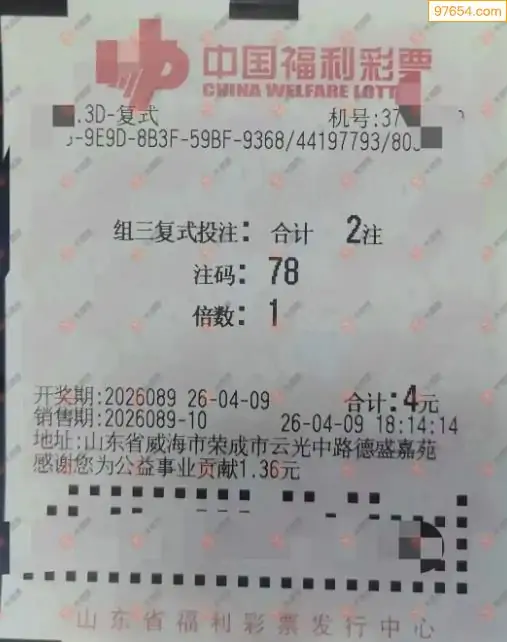 97654.com
中国福利彩票
CHINA WELFARE LOTT
.3D-复式 机号:37
-9E9D-8B3F-59BF-9368/44197793/80
组三复式投注: 合计 2注
注码: 78
倍数: 1
开奖期:2026089 26-04-09 合计:4元
销售期:2026089-10 26-04-09 18:14:14
地址:山东省威海市荣成市云光中路德盛嘉苑
感谢您为公益事业贡献1.36元
山东省福利彩票发行中心